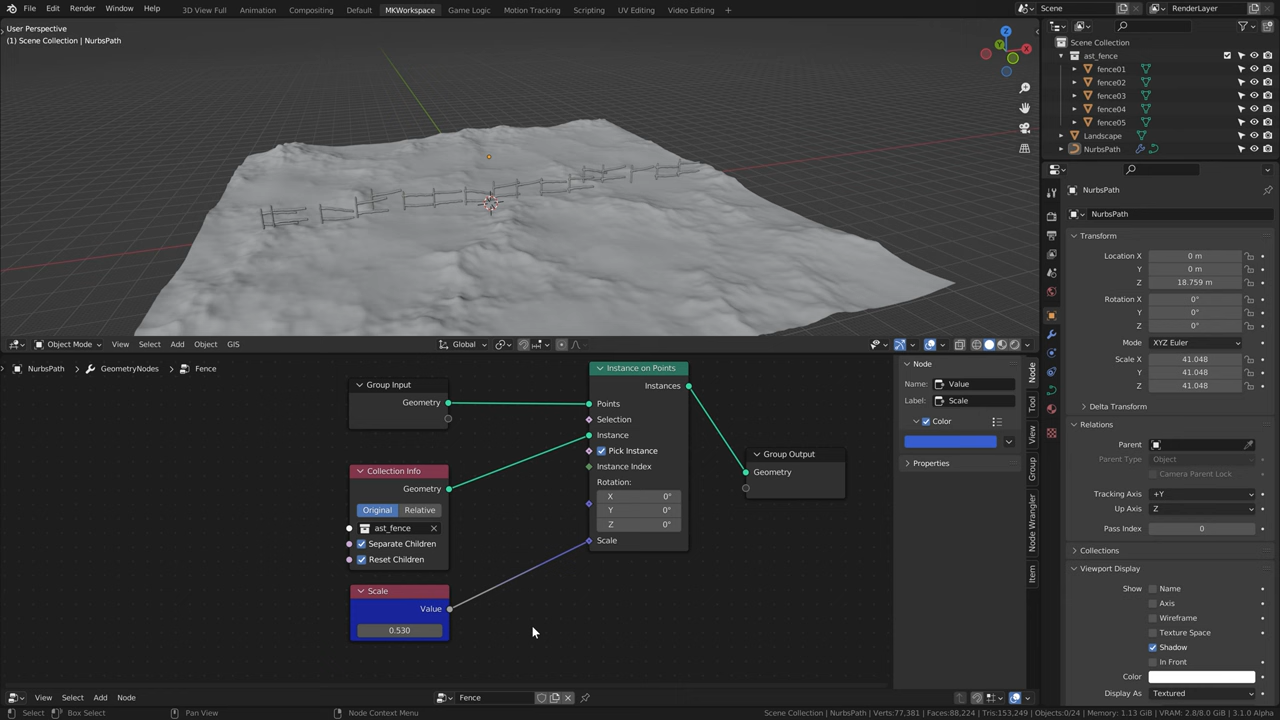 File Edit Render Window Help 3D View Full Animation Compositing Default MKWorkspace Game Logic Motion Tracking Scripting UV Editing Video Editing Scene RenderLayer
User Perspective
(1) Scene Collection | NurbsPath
X
Y
Z
Scene Collection
ast_fence
fence01
fence02
fence03
fence04
fence05
Landscape
NurbsPath
NurbsPath
NurbsPath
Transform
Location X 0 m
Y 0 m
Z 18.759 m
Rotation X 0°
Y 0°
Z 0°
Mode XYZ Euler
Scale X 41.048
Y 41.048
Z 41.048
Delta Transform
Relations
Parent Object
Parent Type Object
Camera Parent Lock
Tracking Axis +Y
Up Axis Z
Pass Index 0
Collections
Viewport Display
Show Name
Axis
Wireframe
Texture Space
Shadow
In Front
Color
Display As Textured
Object Mode View Select Add Object GIS Global
NurbsPath GeometryNodes Fence
Group Input
Geometry
Collection Info
Geometry
Original Relative
ast_fence
Separate Children
Reset Children
Scale
Value
0.530
Instance on Points
Instances
Points
Selection
Instance
Pick Instance
Instance Index
Rotation:
X 0°
Y 0°
Z 0°
Scale
Group Output
Geometry
Node
Name: Value
Label: Scale
Color
Properties
Node
Tool
View
Group
Node Wrangler
Item
View Select Add Node Fence
Select Box Select Pan View Node Context Menu Scene Collection | NurbsPath | Verts:77,381 | Faces:88,224 | Tris:153,249 | Objects:0/24 | Memory: 1.13 GiB | VRAM: 2.8/8.0 GiB | 3.1.0 Alpha